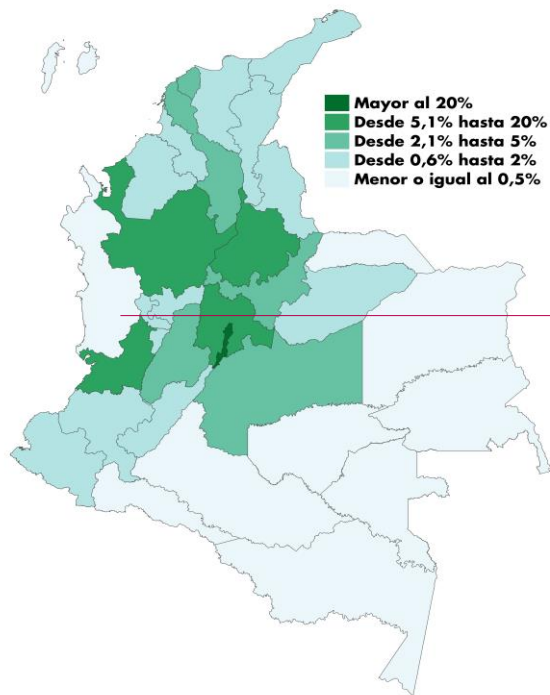 Mayor al 20%
Desde 5,1% hasta 20%
Desde 2,1% hasta 5%
Desde 0,6% hasta 2%
Menor o igual al 0,5%